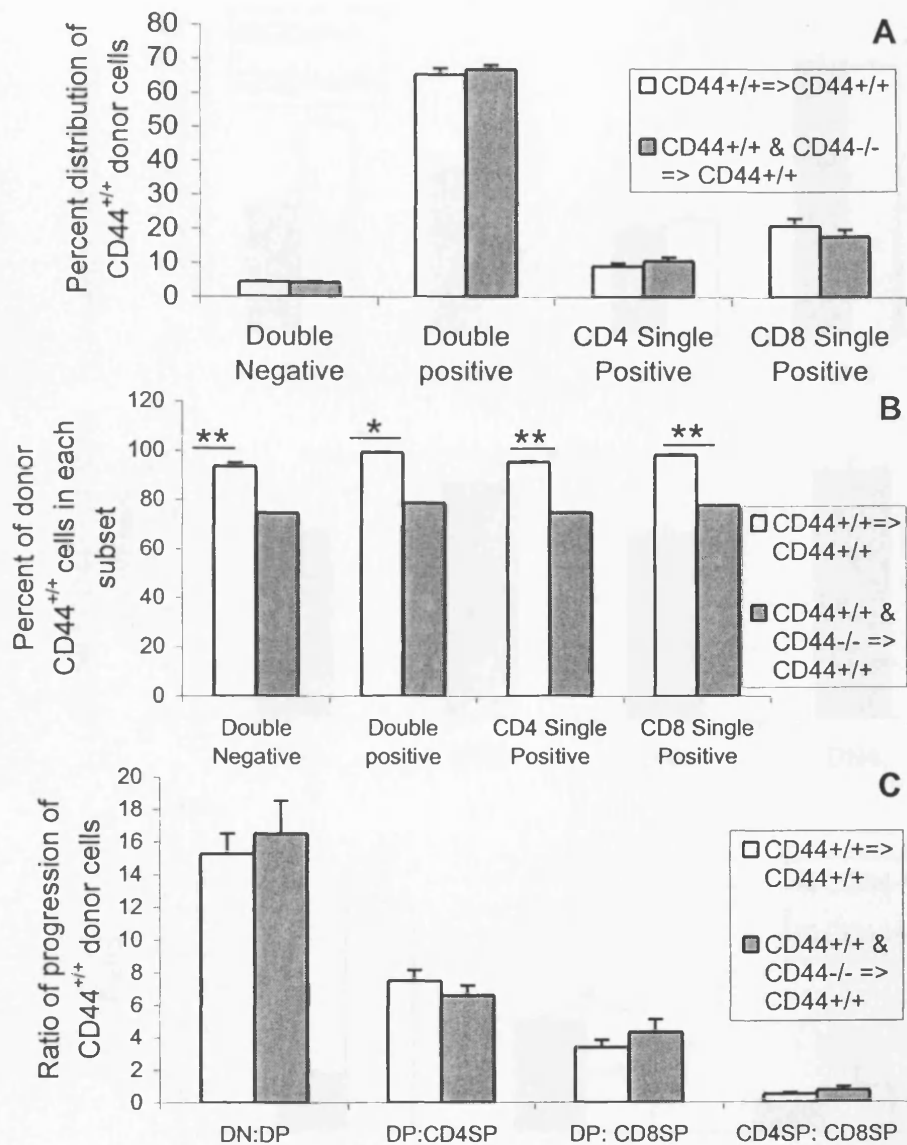 A
Percent distribution of
CD44+/+ donor cells
80
70
60
50
40
30
20
10
0
CD44+/+=>CD44+/+
CD44+/+ & CD44-/-
=> CD44+/+
Double
Negative
Double
positive
CD4 Single
Positive
CD8 Single
Positive
B
Percent of donor
CD44+/+ cells in each
subset
120
100
80
60
40
20
0
**
*
**
**
CD44+/+=>
CD44+/+
CD44+/+ &
CD44-/- =>
CD44+/+
Double
Negative
Double
positive
CD4 Single
Positive
CD8 Single
Positive
C
Ratio of progression of
CD44+/+ donor cells
20
18
16
14
12
10
8
6
4
2
0
CD44+/+=>
CD44+/+
CD44+/+ &
CD44-/- =>
CD44+/+
DN:DP
DP:CD4SP
DP: CD8SP
CD4SP: CD8SP